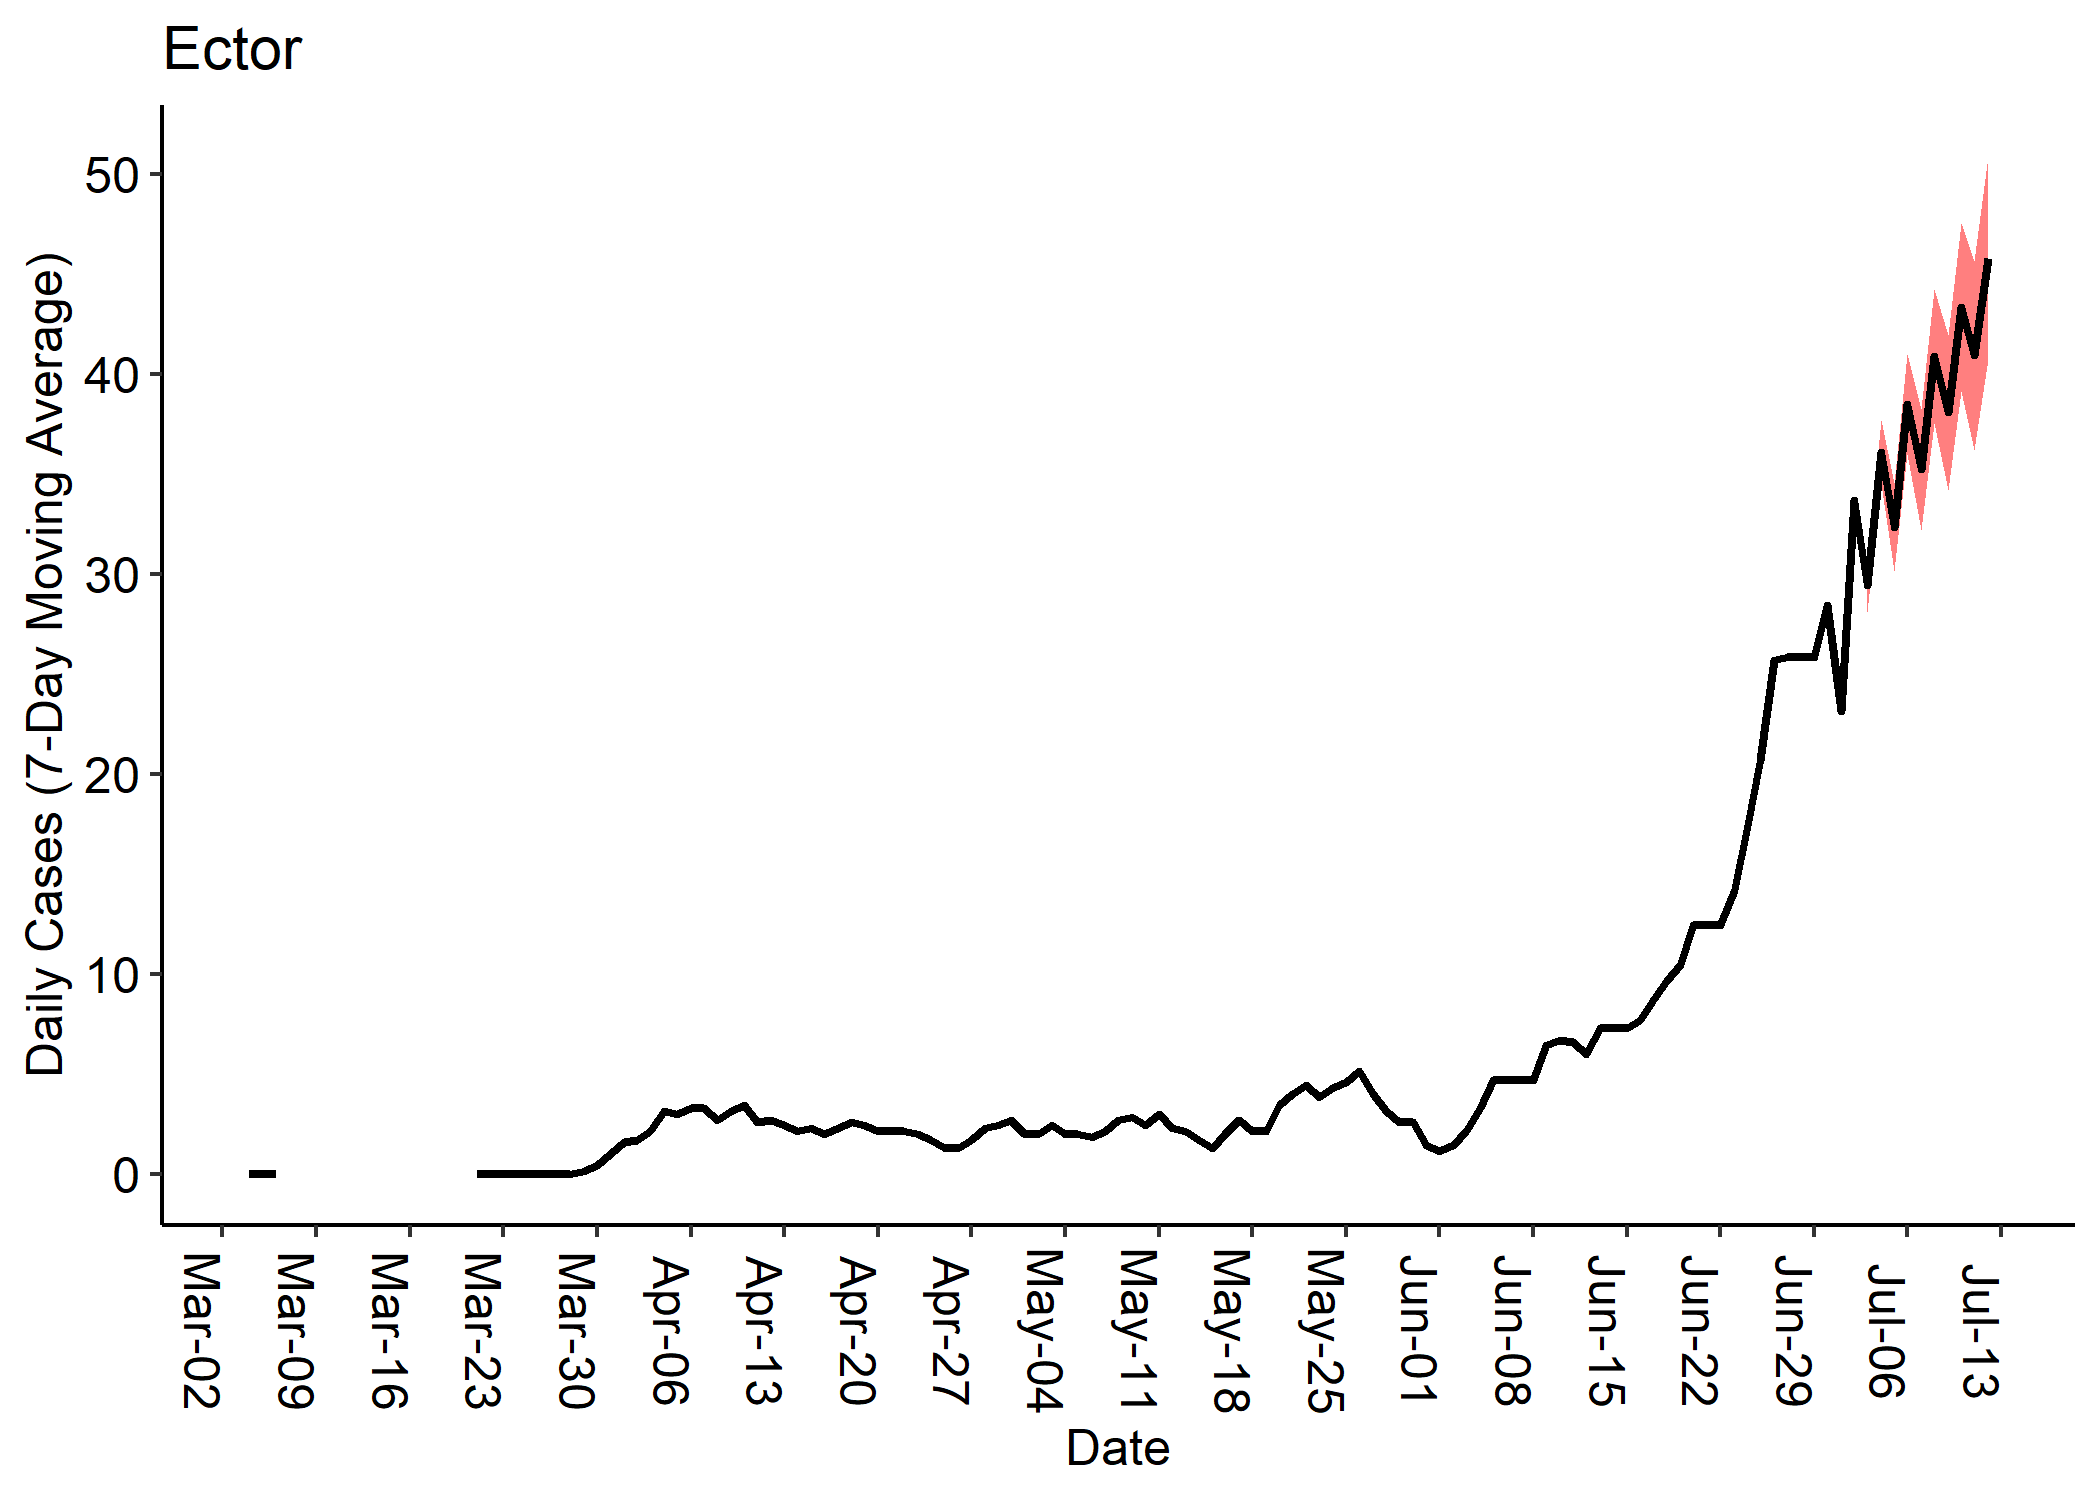 Ector
Daily Cases (7-Day Moving Average)
50
40
30
20
10
0
Mar-02
Mar-09
Mar-16
Mar-23
Mar-30
Apr-06
Apr-13
Apr-20
Apr-27
May-04
May-11
May-18
May-25
Jun-01
Jun-08
Jun-15
Jun-22
Jun-29
Jul-06
Jul-13
Date